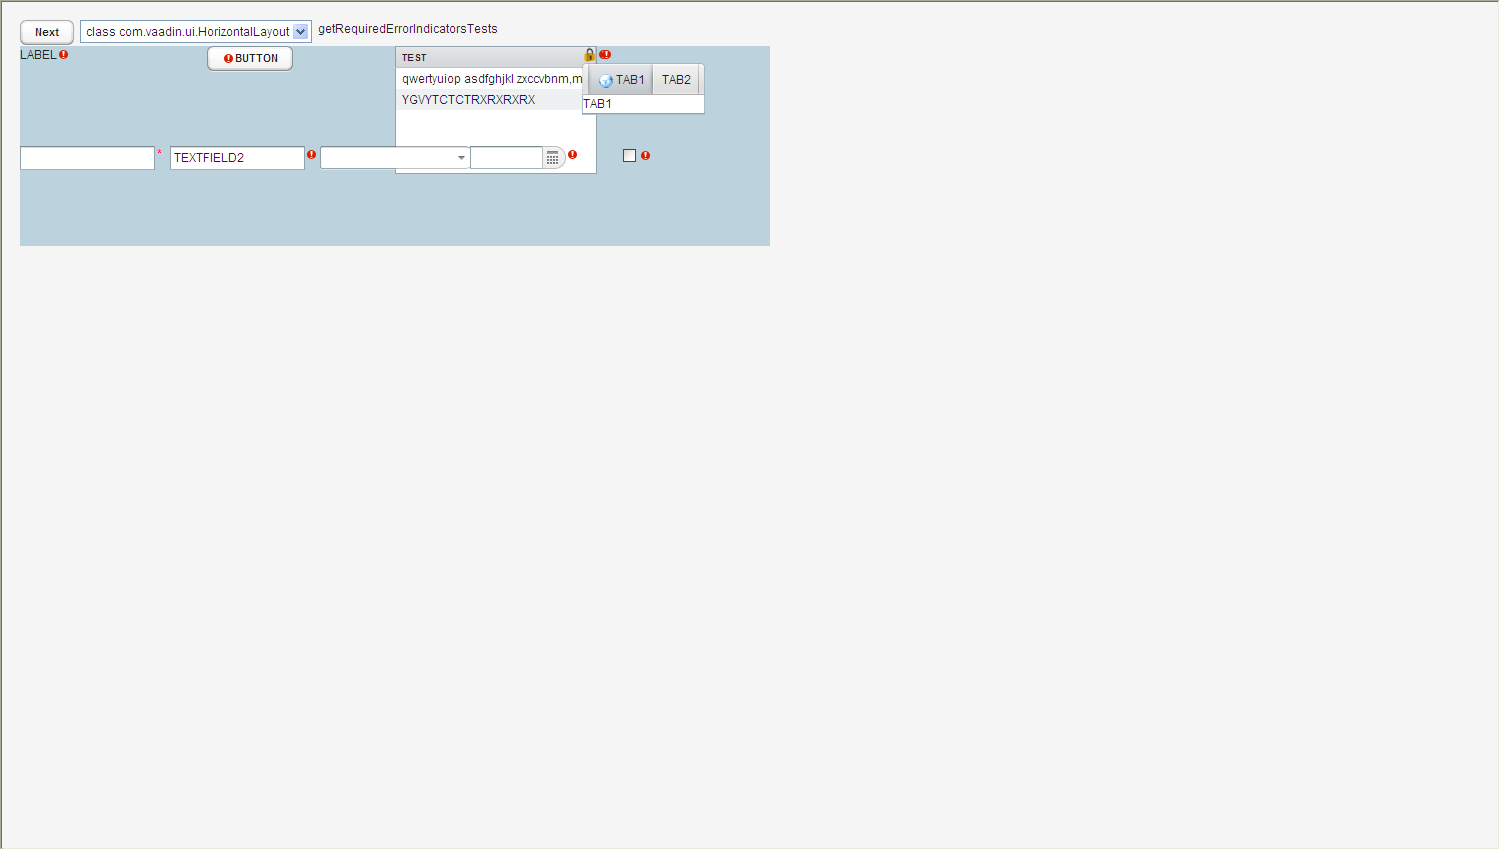 Next
class com.vaadin.ui.HorizontalLayout
getRequiredErrorIndicatorsTests
LABEL
BUTTON
TEST
qwertyuiop asdfghjkl zxccvbnm,m
YGVYTCTCTRXRXRXRX
TAB1
TAB2
TAB1
*
TEXTFIELD2